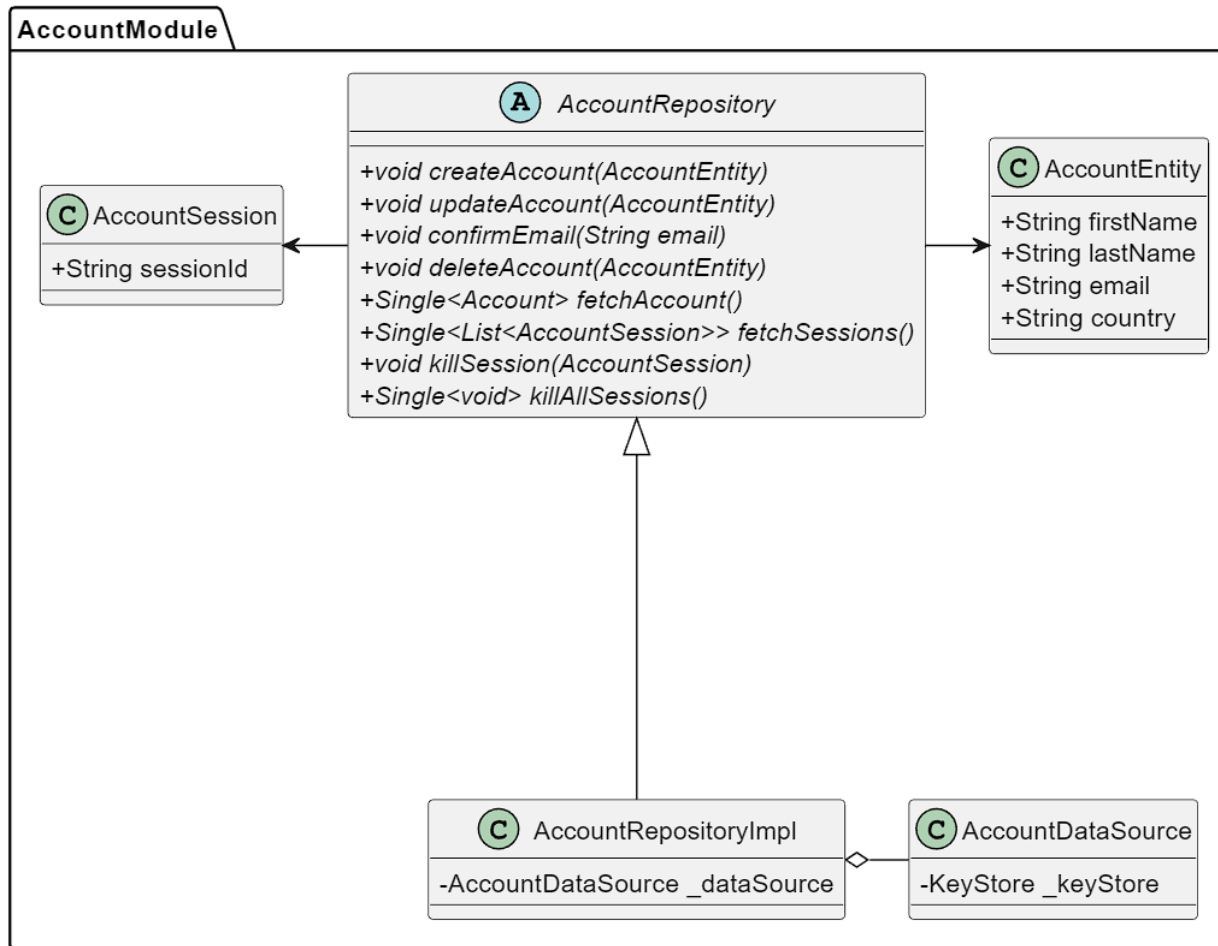 AccountModule
A AccountRepository
+void createAccount(AccountEntity)
+void updateAccount(AccountEntity)
+void confirmEmail(String email)
+void deleteAccount(AccountEntity)
+Single<Account> fetchAccount()
+Single<List<AccountSession>> fetchSessions()
+void killSession(AccountSession)
+Single<void> killAllSessions()
C AccountSession
+String sessionId
C AccountEntity
+String firstName
+String lastName
+String email
+String country
C AccountRepositoryImpl
-AccountDataSource _dataSource
C AccountDataSource
-KeyStore _keyStore